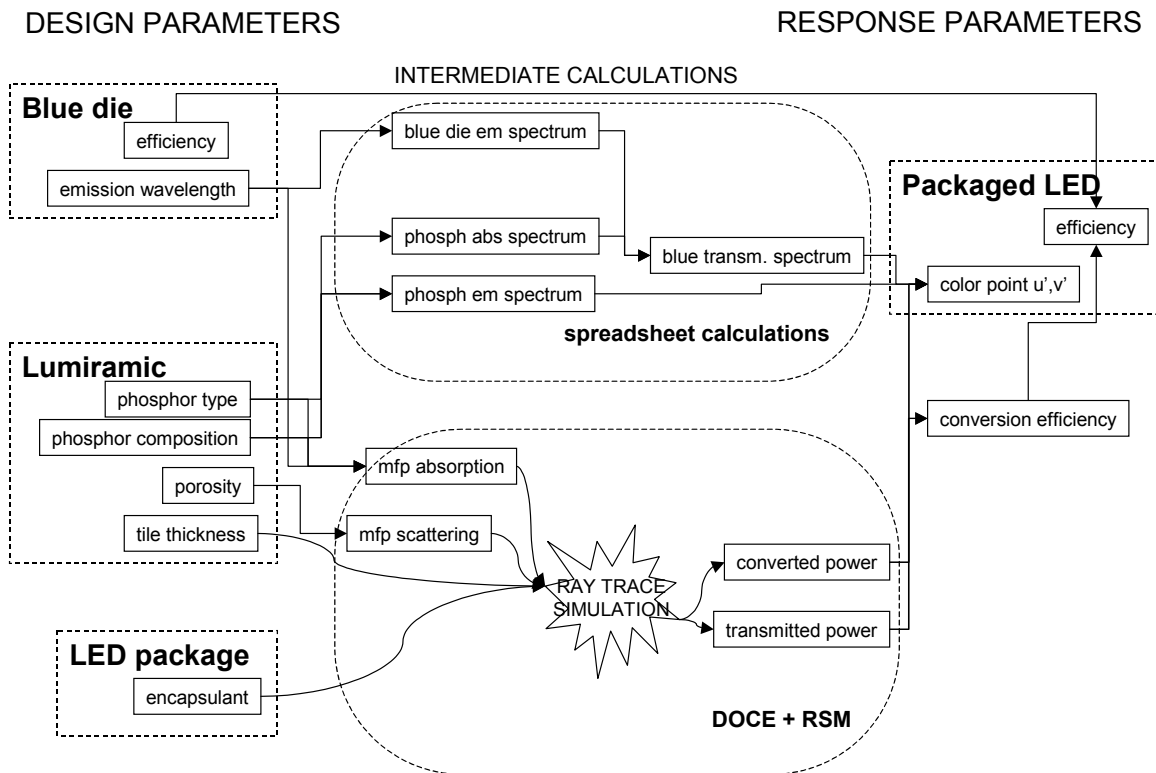 DESIGN PARAMETERS
RESPONSE PARAMETERS
INTERMEDIATE CALCULATIONS
Blue die
efficiency
emission wavelength
blue die em spectrum
phosph abs spectrum
blue transm. spectrum
phosph em spectrum
spreadsheet calculations
Packaged LED
efficiency
color point u’,v’
conversion efficiency
Lumiramic
phosphor type
phosphor composition
porosity
tile thickness
mfp absorption
mfp scattering
RAY TRACE
SIMULATION
converted power
transmitted power
LED package
encapsulant
DOCE + RSM